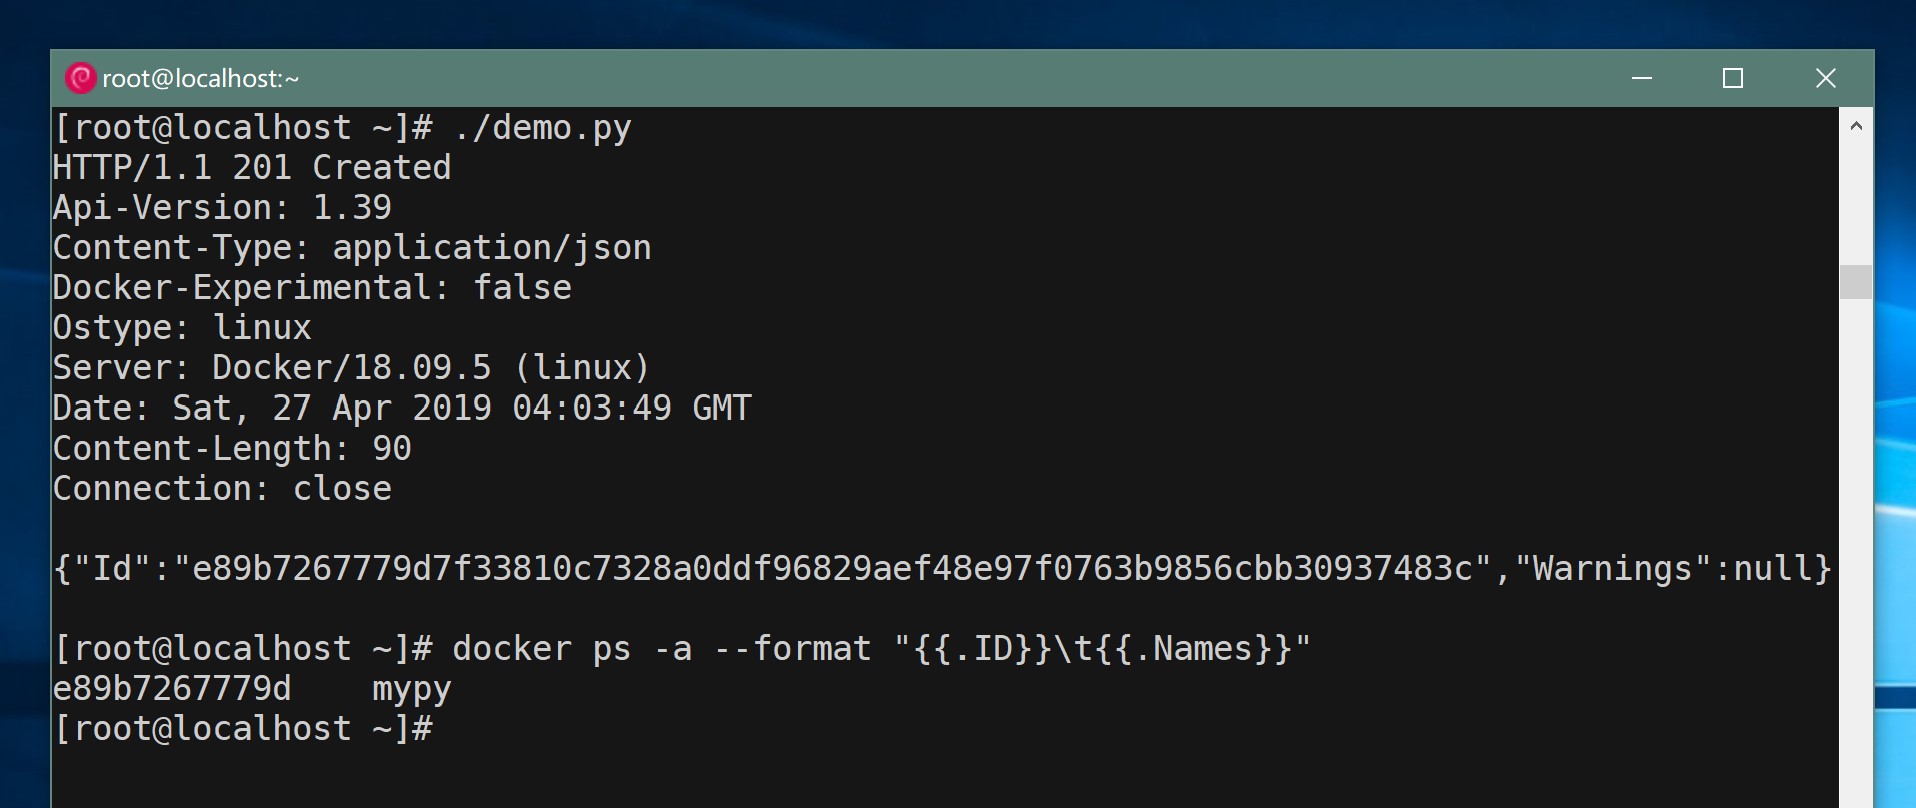 root@localhost:~
[root@localhost ~]# ./demo.py
HTTP/1.1 201 Created
Api-Version: 1.39
Content-Type: application/json
Docker-Experimental: false
Ostype: linux
Server: Docker/18.09.5 (linux)
Date: Sat, 27 Apr 2019 04:03:49 GMT
Content-Length: 90
Connection: close
{"Id":"e89b7267779d7f33810c7328a0ddf96829aef48e97f0763b9856cbb30937483c","Warnings":null}
[root@localhost ~]# docker ps -a --format "{{.ID}}\t{{.Names}}"
e89b7267779d    mypy
[root@localhost ~]#